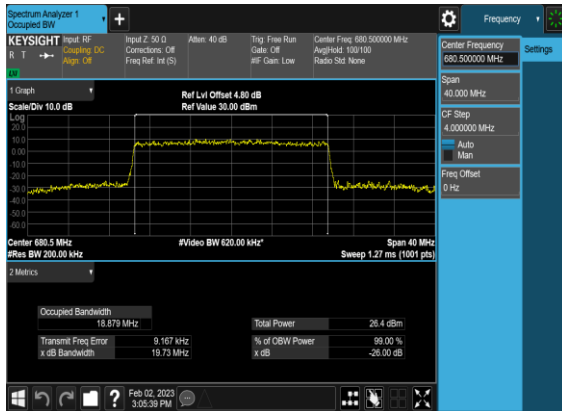 Spectrum Analyzer 1
Occupied BW
+
Frequency
KEYSIGHT
R T
LXI
Input: RF
Coupling: DC
Align: Off
Input Z: 50 Ω
Corrections: Off
Freq Ref: Int (S)
Atten: 40 dB
Trig: Free Run
Gate: Off
#IF Gain: Low
Center Freq: 680.500000 MHz
Avg|Hold: 100/100
Radio Std: None
Center Frequency
680.500000 MHz
Settings
Span
40.000 MHz
CF Step
4.000000 MHz
Auto
Man
Freq Offset
0 Hz
1 Graph
Scale/Div 10.0 dB
Ref Lvl Offset 4.80 dB
Ref Value 30.00 dBm
Log
20.0
10.0
0.00
-10.0
-20.0
-30.0
-40.0
-50.0
-60.0
Center 680.5 MHz
#Res BW 200.00 kHz
#Video BW 620.00 kHz*
Span 40 MHz
Sweep 1.27 ms (1001 pts)
2 Metrics
Occupied Bandwidth
18.879 MHz
Total Power 26.4 dBm
Transmit Freq Error 9.167 kHz
% of OBW Power 99.00 %
x dB Bandwidth 19.73 MHz
x dB -26.00 dB
?
Feb 02, 2023
3:05:39 PM